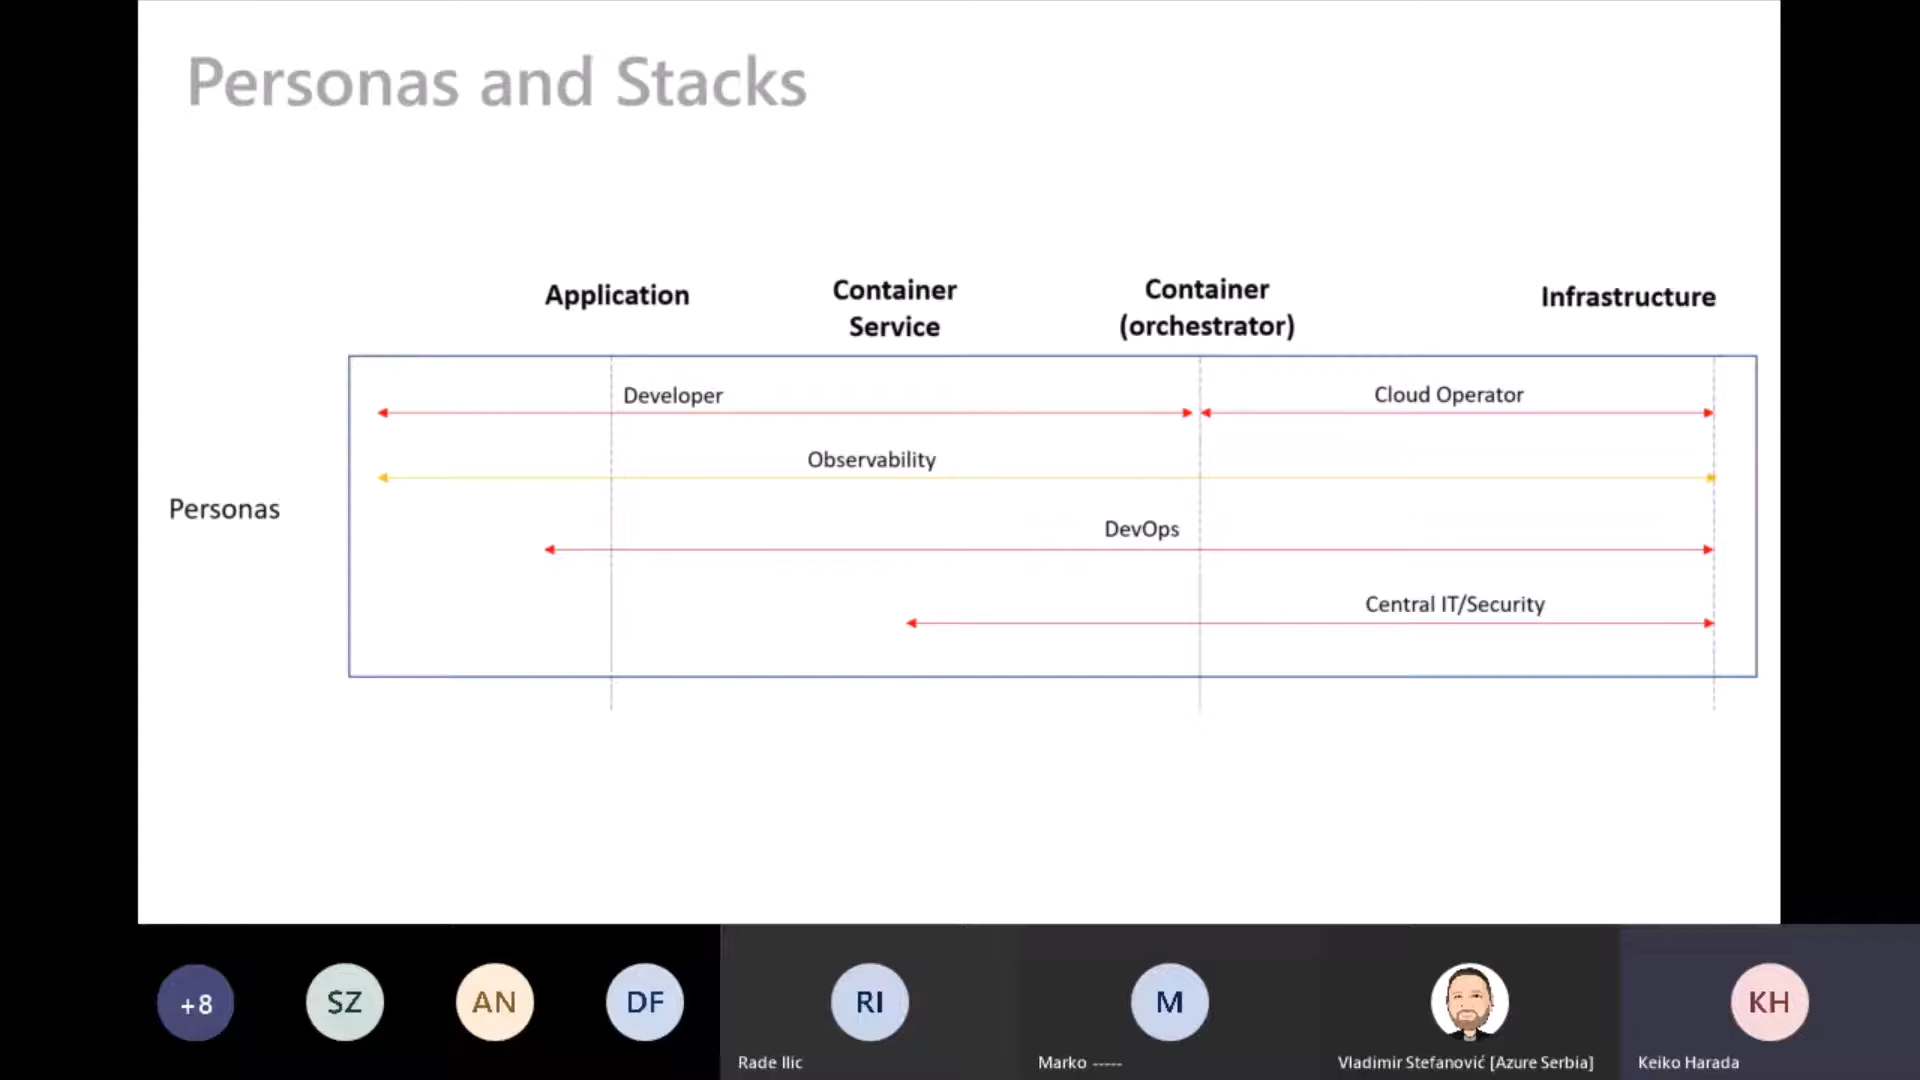 Personas and Stacks
Application
Container
Service
Container
(orchestrator)
Infrastructure
Developer
Cloud Operator
Observability
Personas
DevOps
Central IT/Security
+8
SZ
AN
DF
RI
M
KH
Rade Ilic
Marko -----
Vladimir Stefanović [Azure Serbia]
Keiko Harada